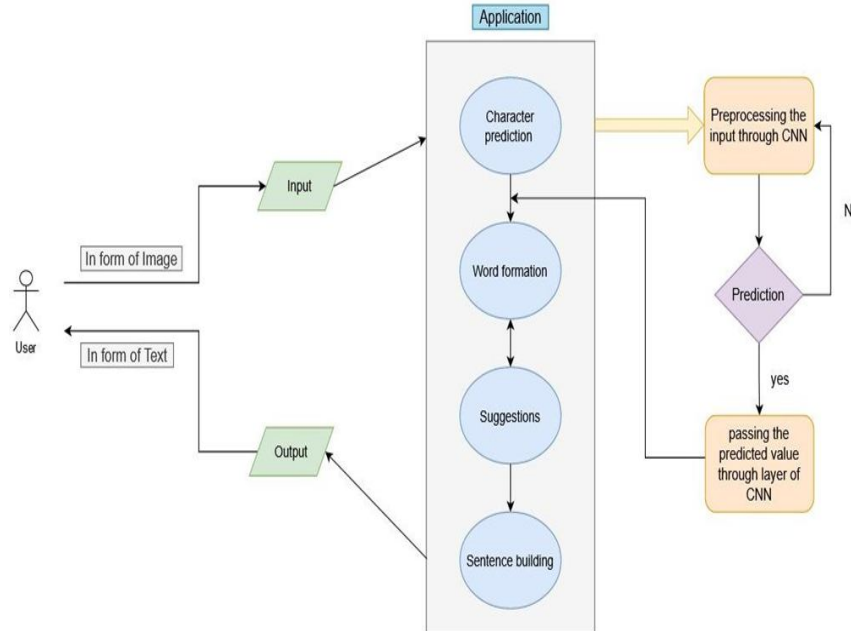 Application
Character
prediction
Preprocessing the
input through CNN
Input
N
In form of Image
Word formation
Prediction
User
In form of Text
yes
Suggestions
passing the
predicted value
through layer of
CNN
Output
Sentence building